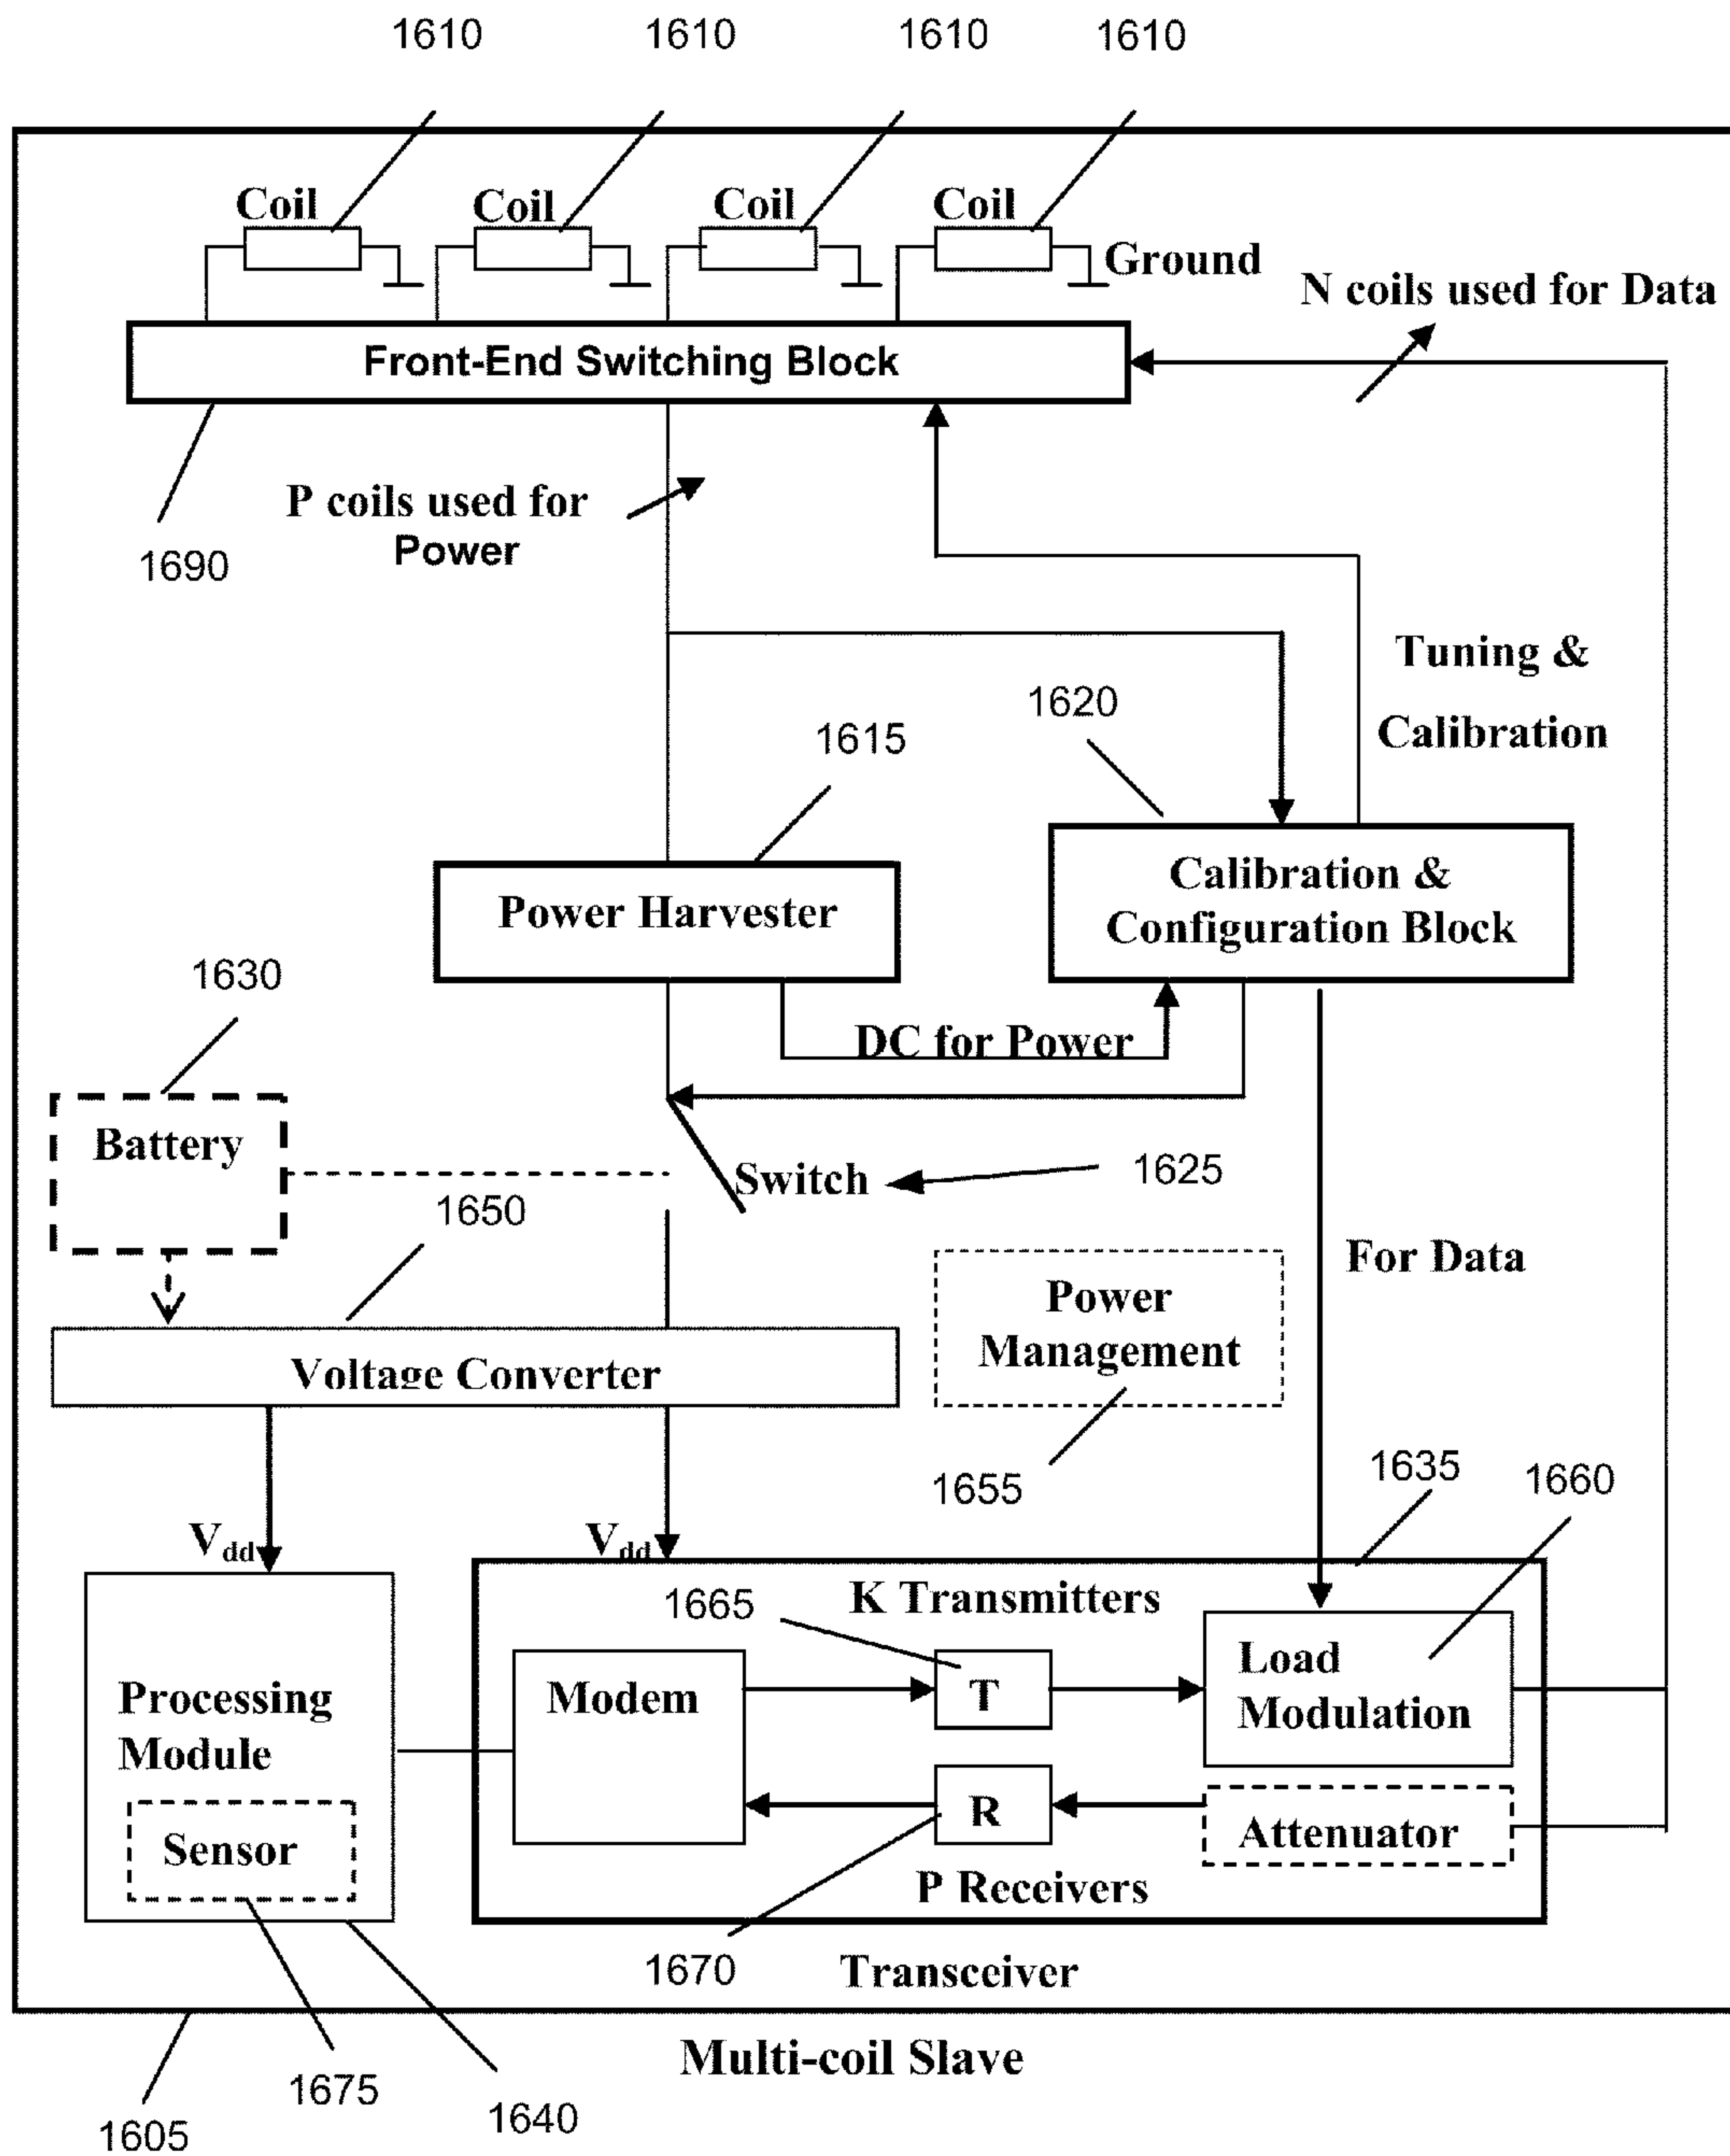 1610 1610 1610 1610
Coil Coil Coil Coil
Ground
N coils used for Data
Front-End Switching Block
P coils used for
Power
1690
Tuning &
Calibration
1620
1615
Calibration &
Configuration Block
Power Harvester
1630
DC for Power
Battery
Switch
1625
1650
For Data
Power
Management
Voltage Converter
1655
1635
1660
Vdd
Vdd
K Transmitters
1665
Load
Modulation
T
Modem
Processing
Module
R
Attenuator
Sensor
P Receivers
1670
Transceiver
Multi-coil Slave
1675
1640
1605